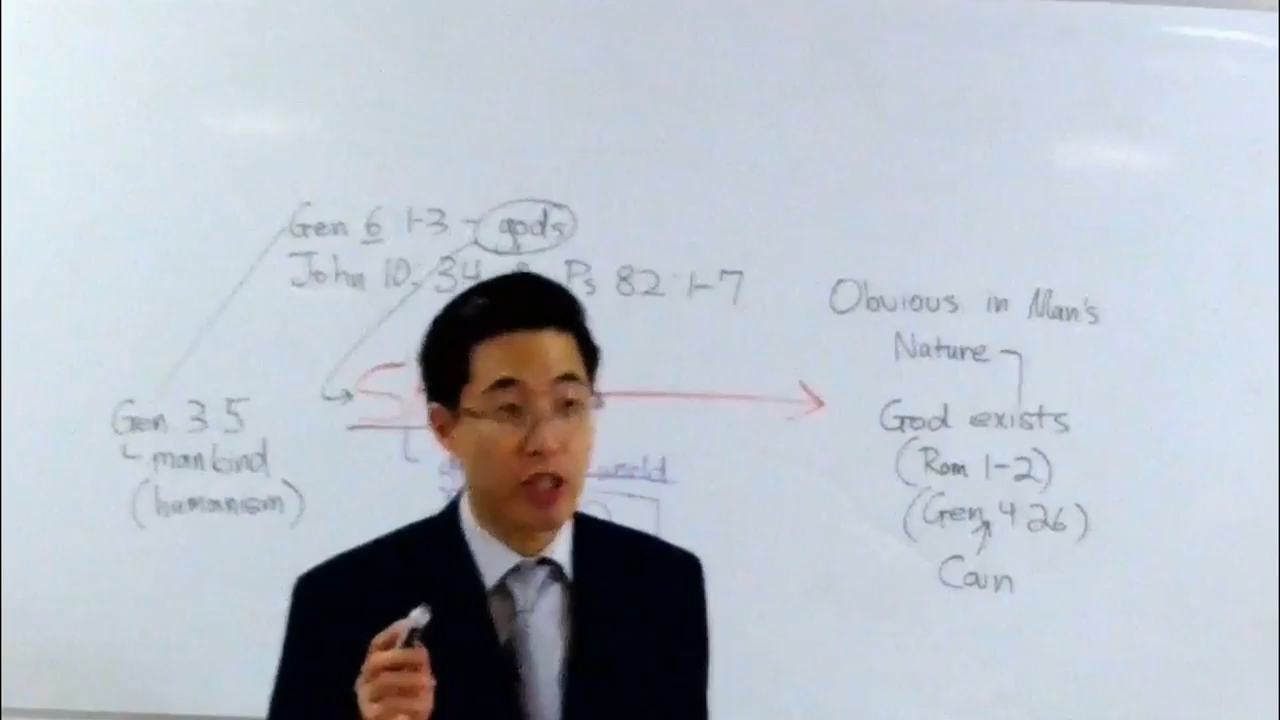 Gen 6 1-3 - gods
John 10:34 Ps 82:1-7
Obvious in Man's
Nature
Gen 3 5
mankind
(humanism)
God exists
(Rom 1-2)
(Gen 4 26)
Cain
world